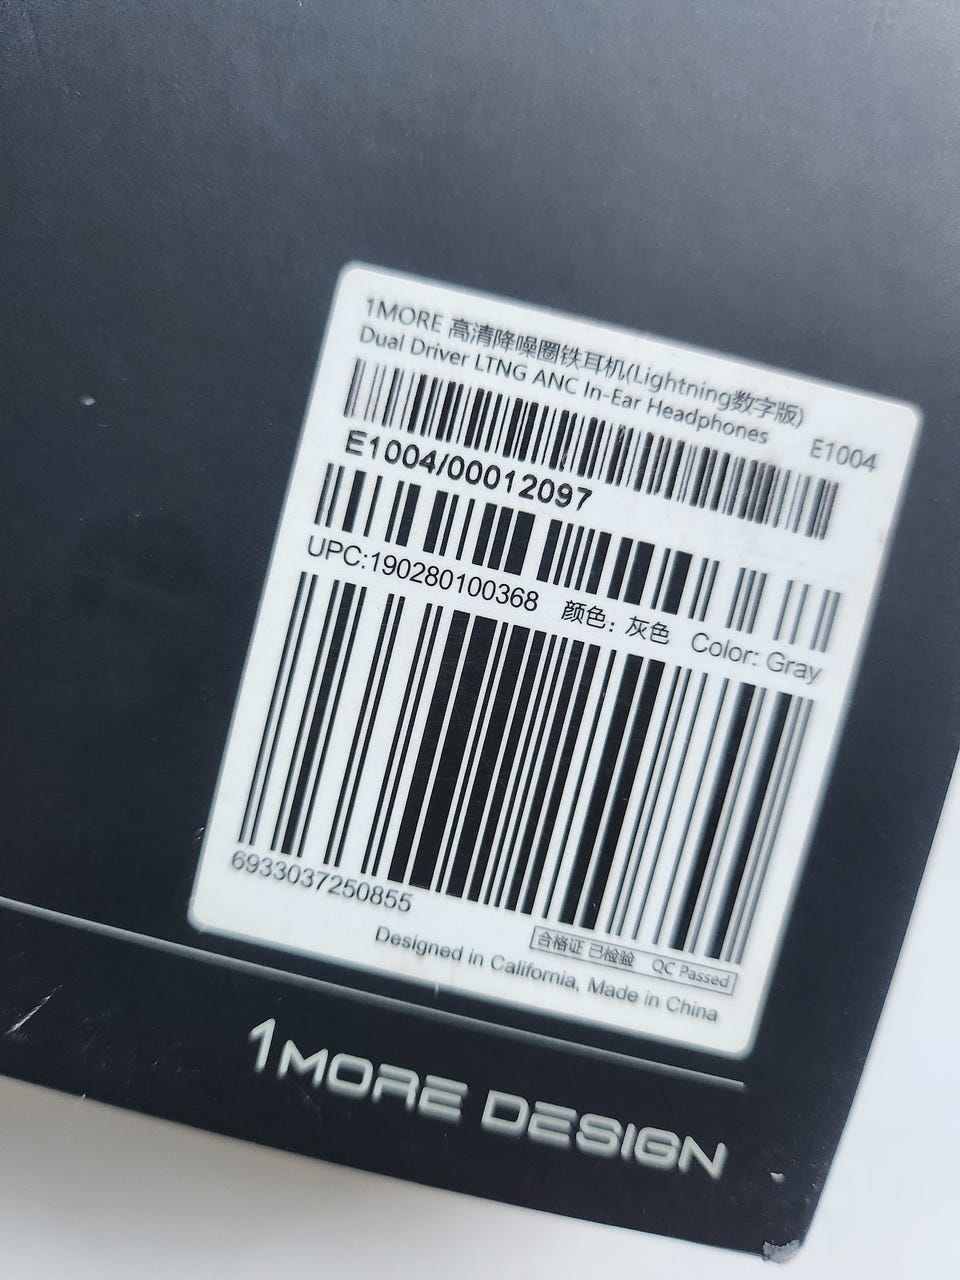 1MORE 高清降噪圈铁耳机(Lightning数字版)
Dual Driver LTNG ANC In-Ear Headphones E1004
E1004/00012097
UPC:190280100368 颜色：灰色 Color: Gray
6933037250855
合格证 已检验 QC Passed
Designed in California, Made in China
1MORE DESIGN